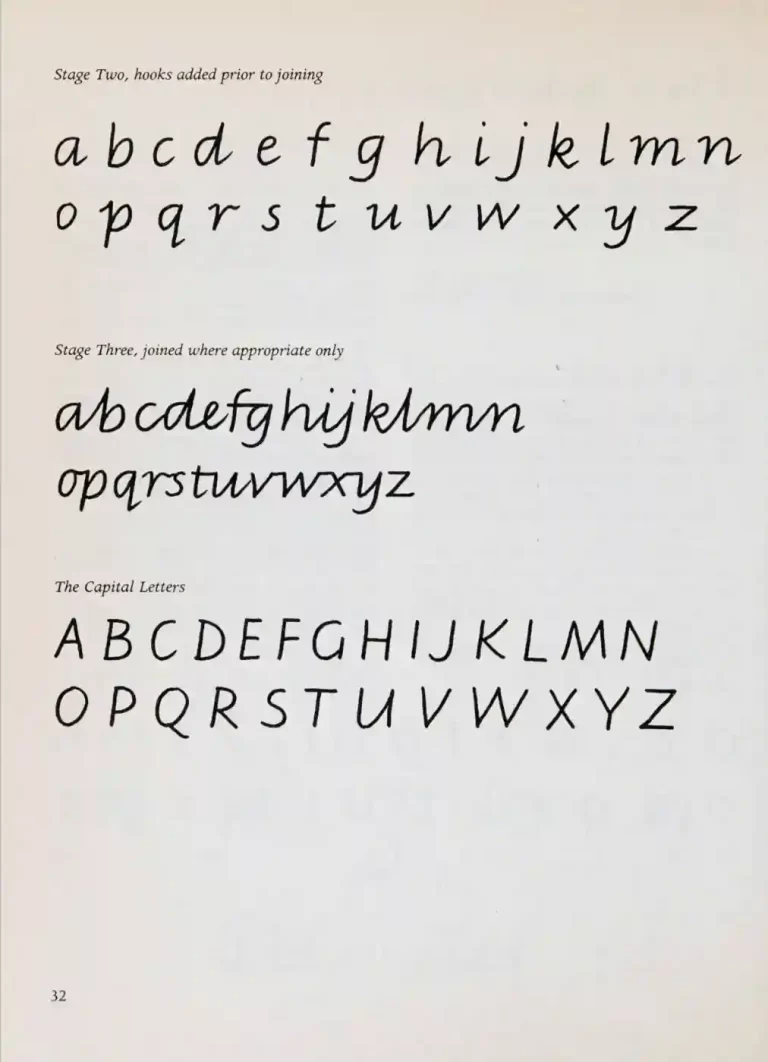 Stage Two, hooks added prior to joining
a b c d e f g h i j k l m n
o p q r s t u v w x y z
Stage Three, joined where appropriate only
abcdefghijklmn
opqrstuvwxyz
The Capital Letters
A B C D E F G H I J K L M N
O P Q R S T U V W X Y Z
32